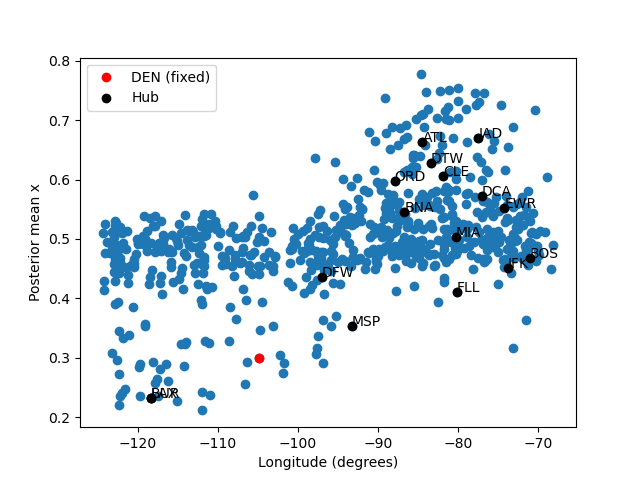 0.8
0.7
0.6
0.5
0.4
0.3
0.2
Posterior mean x
DEN (fixed)
Hub
ATL
IAD
DTW
CLE
ORD
DCA
EWR
BNA
MIA
BOS
JFK
DFW
FLL
MSP
LAX
BUR
−120
−110
−100
−90
−80
−70
Longitude (degrees)